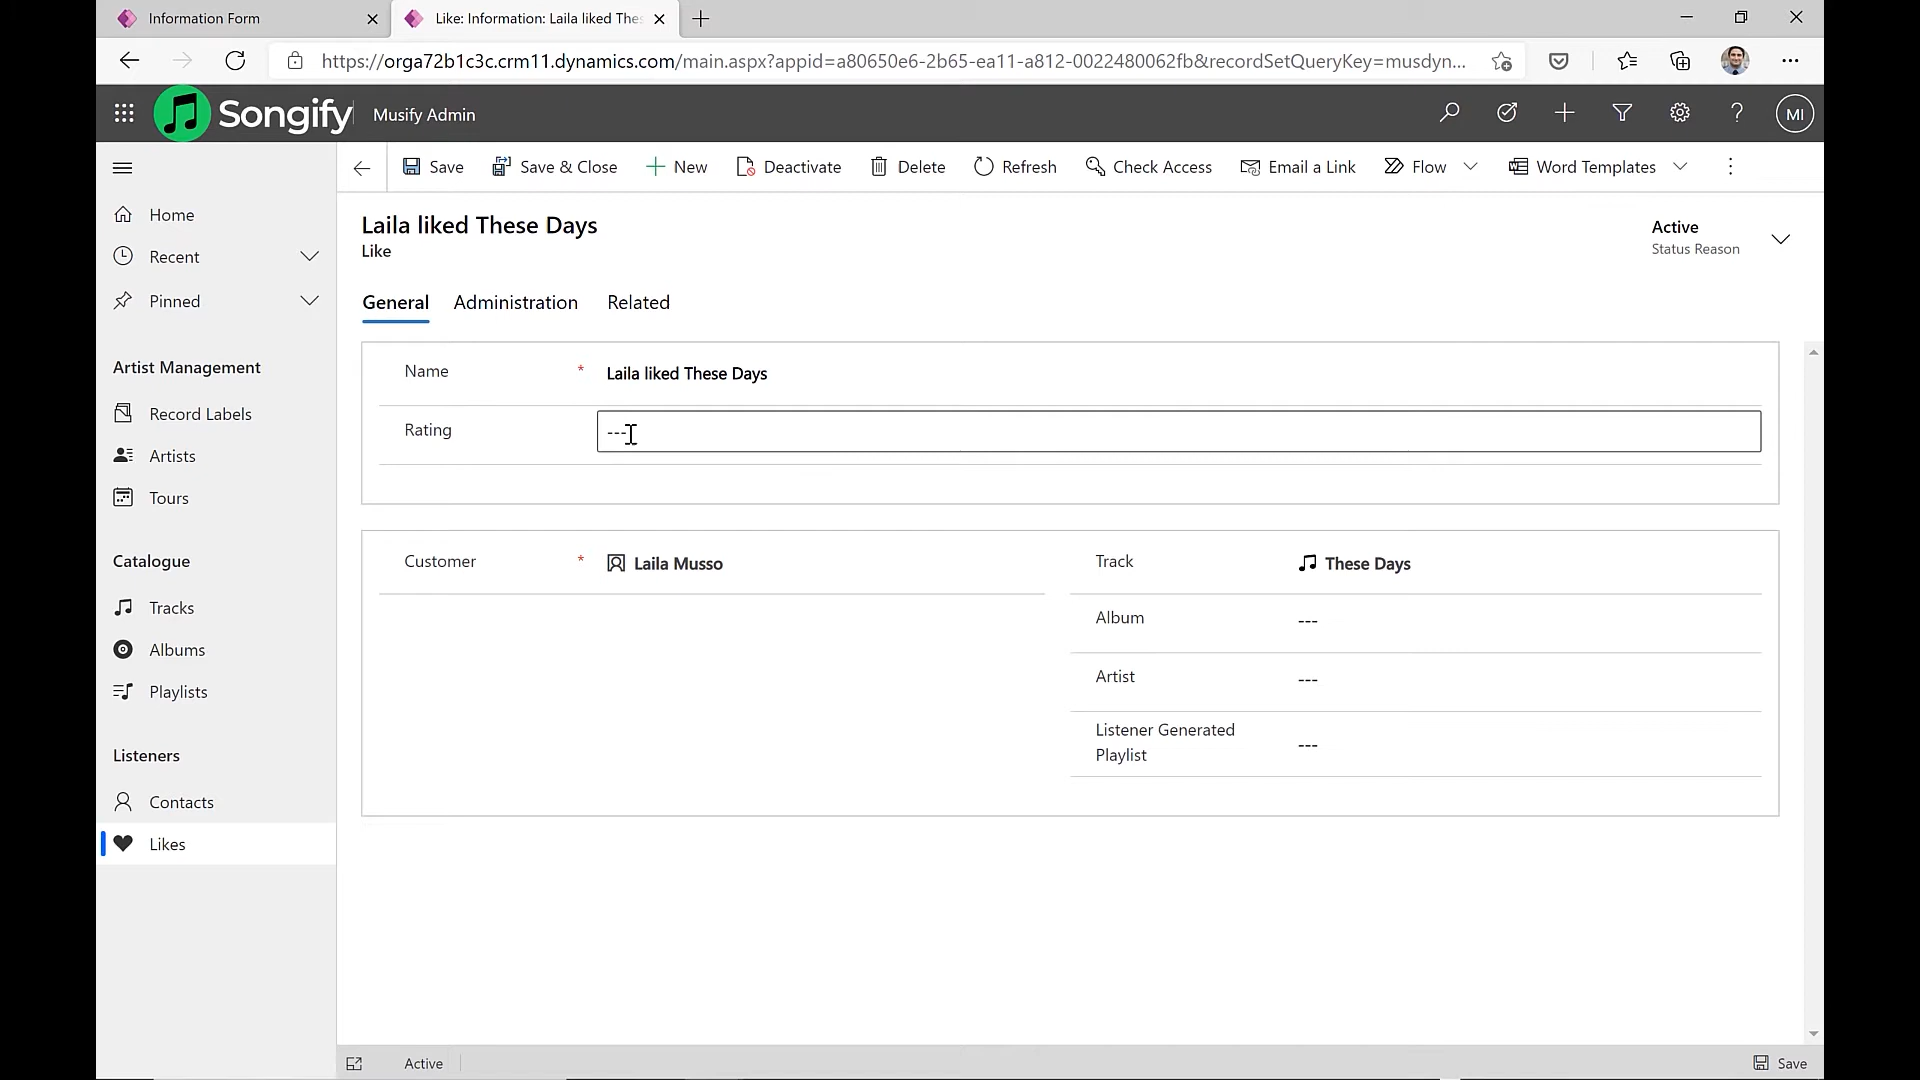 Information Form
Like: Information: Laila liked The
https://orga72b1c3c.crm11.dynamics.com/main.aspx?appid=a80650e6-2b65-ea11-a812-0022480062fb&recordSetQueryKey=musdyn...
Songify
Musify Admin
MI
Save
Save & Close
New
Deactivate
Delete
Refresh
Check Access
Email a Link
Flow
Word Templates
Home
Recent
Pinned
Artist Management
Record Labels
Artists
Tours
Catalogue
Tracks
Albums
Playlists
Listeners
Contacts
Likes
Laila liked These Days
Like
Active
Status Reason
General
Administration
Related
Name * Laila liked These Days
Rating ---
Customer * Laila Musso
Track These Days
Album ---
Artist ---
Listener Generated
Playlist ---
Active
Save